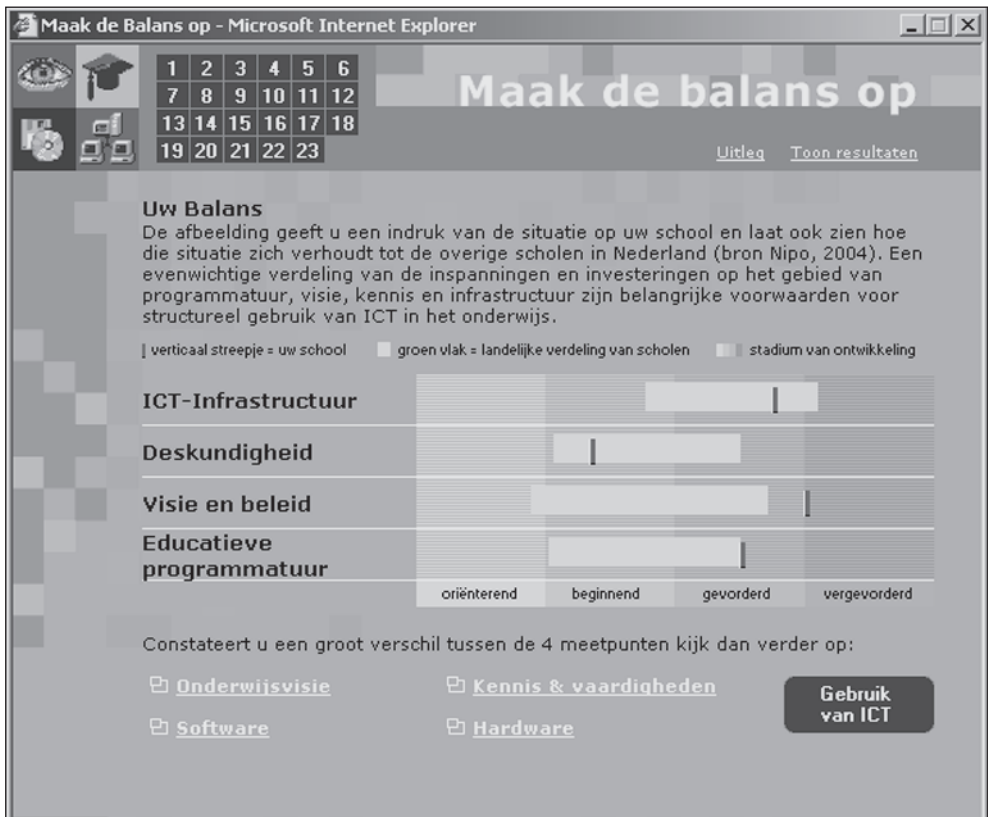 Maak de Balans op - Microsoft Internet Explorer
1 2 3 4 5 6
7 8 9 10 11 12
13 14 15 16 17 18
19 20 21 22 23
Maak de balans op
Uitleg Toon resultaten
Uw Balans
De afbeelding geeft u een indruk van de situatie op uw school en laat ook zien hoe
die situatie zich verhoudt tot de overige scholen in Nederland (bron Nipo, 2004). Een
evenwichtige verdeling van de inspanningen en investeringen op het gebied van
programmatuur, visie, kennis en infrastructuur zijn belangrijke voorwaarden voor
structureel gebruik van ICT in het onderwijs.
verticaal streepje = uw school groen vlak = landelijke verdeling van scholen stadium van ontwikkeling
ICT-Infrastructuur
Deskundigheid
Visie en beleid
Educatieve
programmatuur
oriënterend beginnend gevorderd vergevorderd
Constateert u een groot verschil tussen de 4 meetpunten kijk dan verder op:
Onderwijsvisie Kennis & vaardigheden
Software Hardware
Gebruik
van ICT